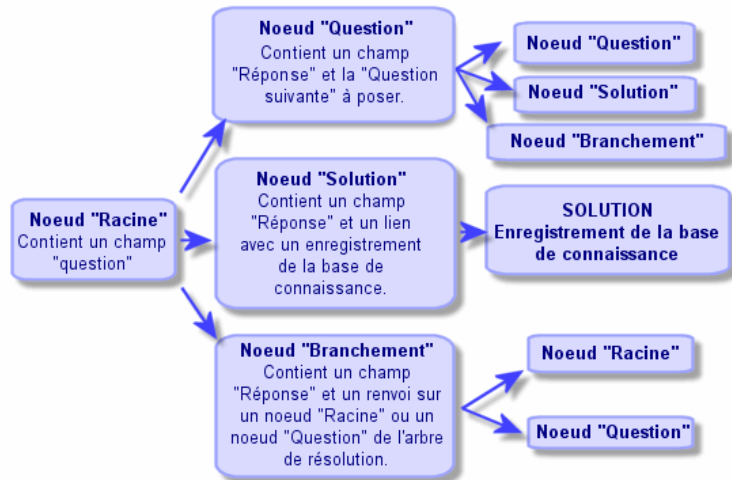 Noeud "Racine"
Contient un champ
"question"
Noeud "Question"
Contient un champ
"Réponse" et la "Question
suivante" à poser.
Noeud "Question"
Noeud "Solution"
Noeud "Branchement"
Noeud "Solution"
Contient un champ
"Réponse" et un lien
avec un enregistrement
de la base de
connaissance.
SOLUTION
Enregistrement de la base
de connaissance
Noeud "Branchement"
Contient un champ
"Réponse" et un renvoi sur
un noeud "Racine" ou un
noeud "Question" de l'arbre
de résolution.
Noeud "Racine"
Noeud "Question"